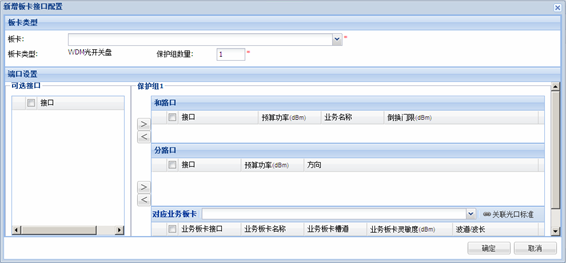 新增板卡接口配置
板卡类型
板卡: *
板卡类型: WDM光开关盘 保护组数量: 1 *
端口设置
可选接口 保护组1
接口
和路口
接口 预算功率(dBm) 业务名称 倒换门限(dBm)
>
<
分路口
接口 预算功率(dBm) 方向
>
<
对应业务板卡 关联光口标准
业务板卡接口 业务板卡名称 业务板卡槽道 业务板卡灵敏度(dBm) 波道/波长
确定 取消